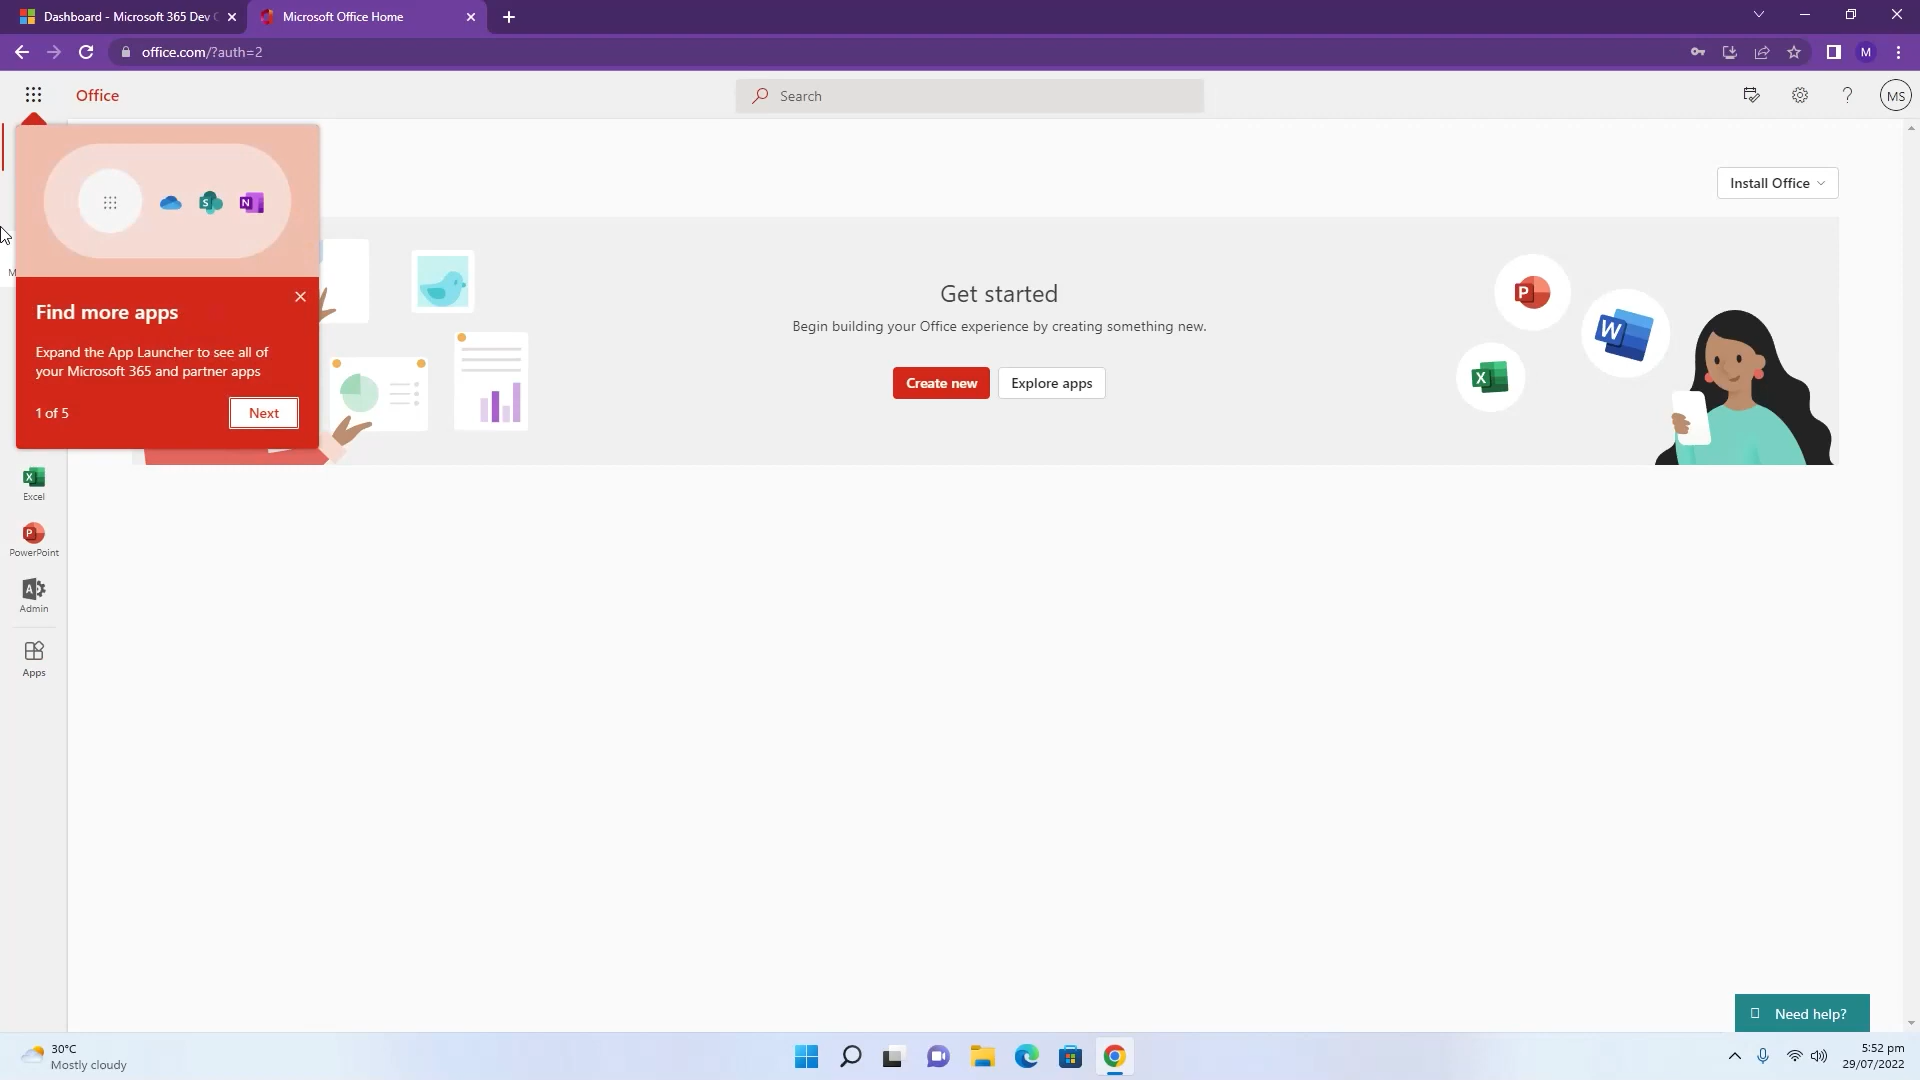 Dashboard - Microsoft 365 Dev
Microsoft Office Home
office.com/?auth=2
M
Office
Search
MS
Install Office
S
N
M
Find more apps
Expand the App Launcher to see all of
your Microsoft 365 and partner apps
1 of 5
Next
Get started
Begin building your Office experience by creating something new.
Create new
Explore apps
P
W
X
X
Excel
P
PowerPoint
A
Admin
Apps
Need help?
30°C
Mostly cloudy
5:52 pm
29/07/2022